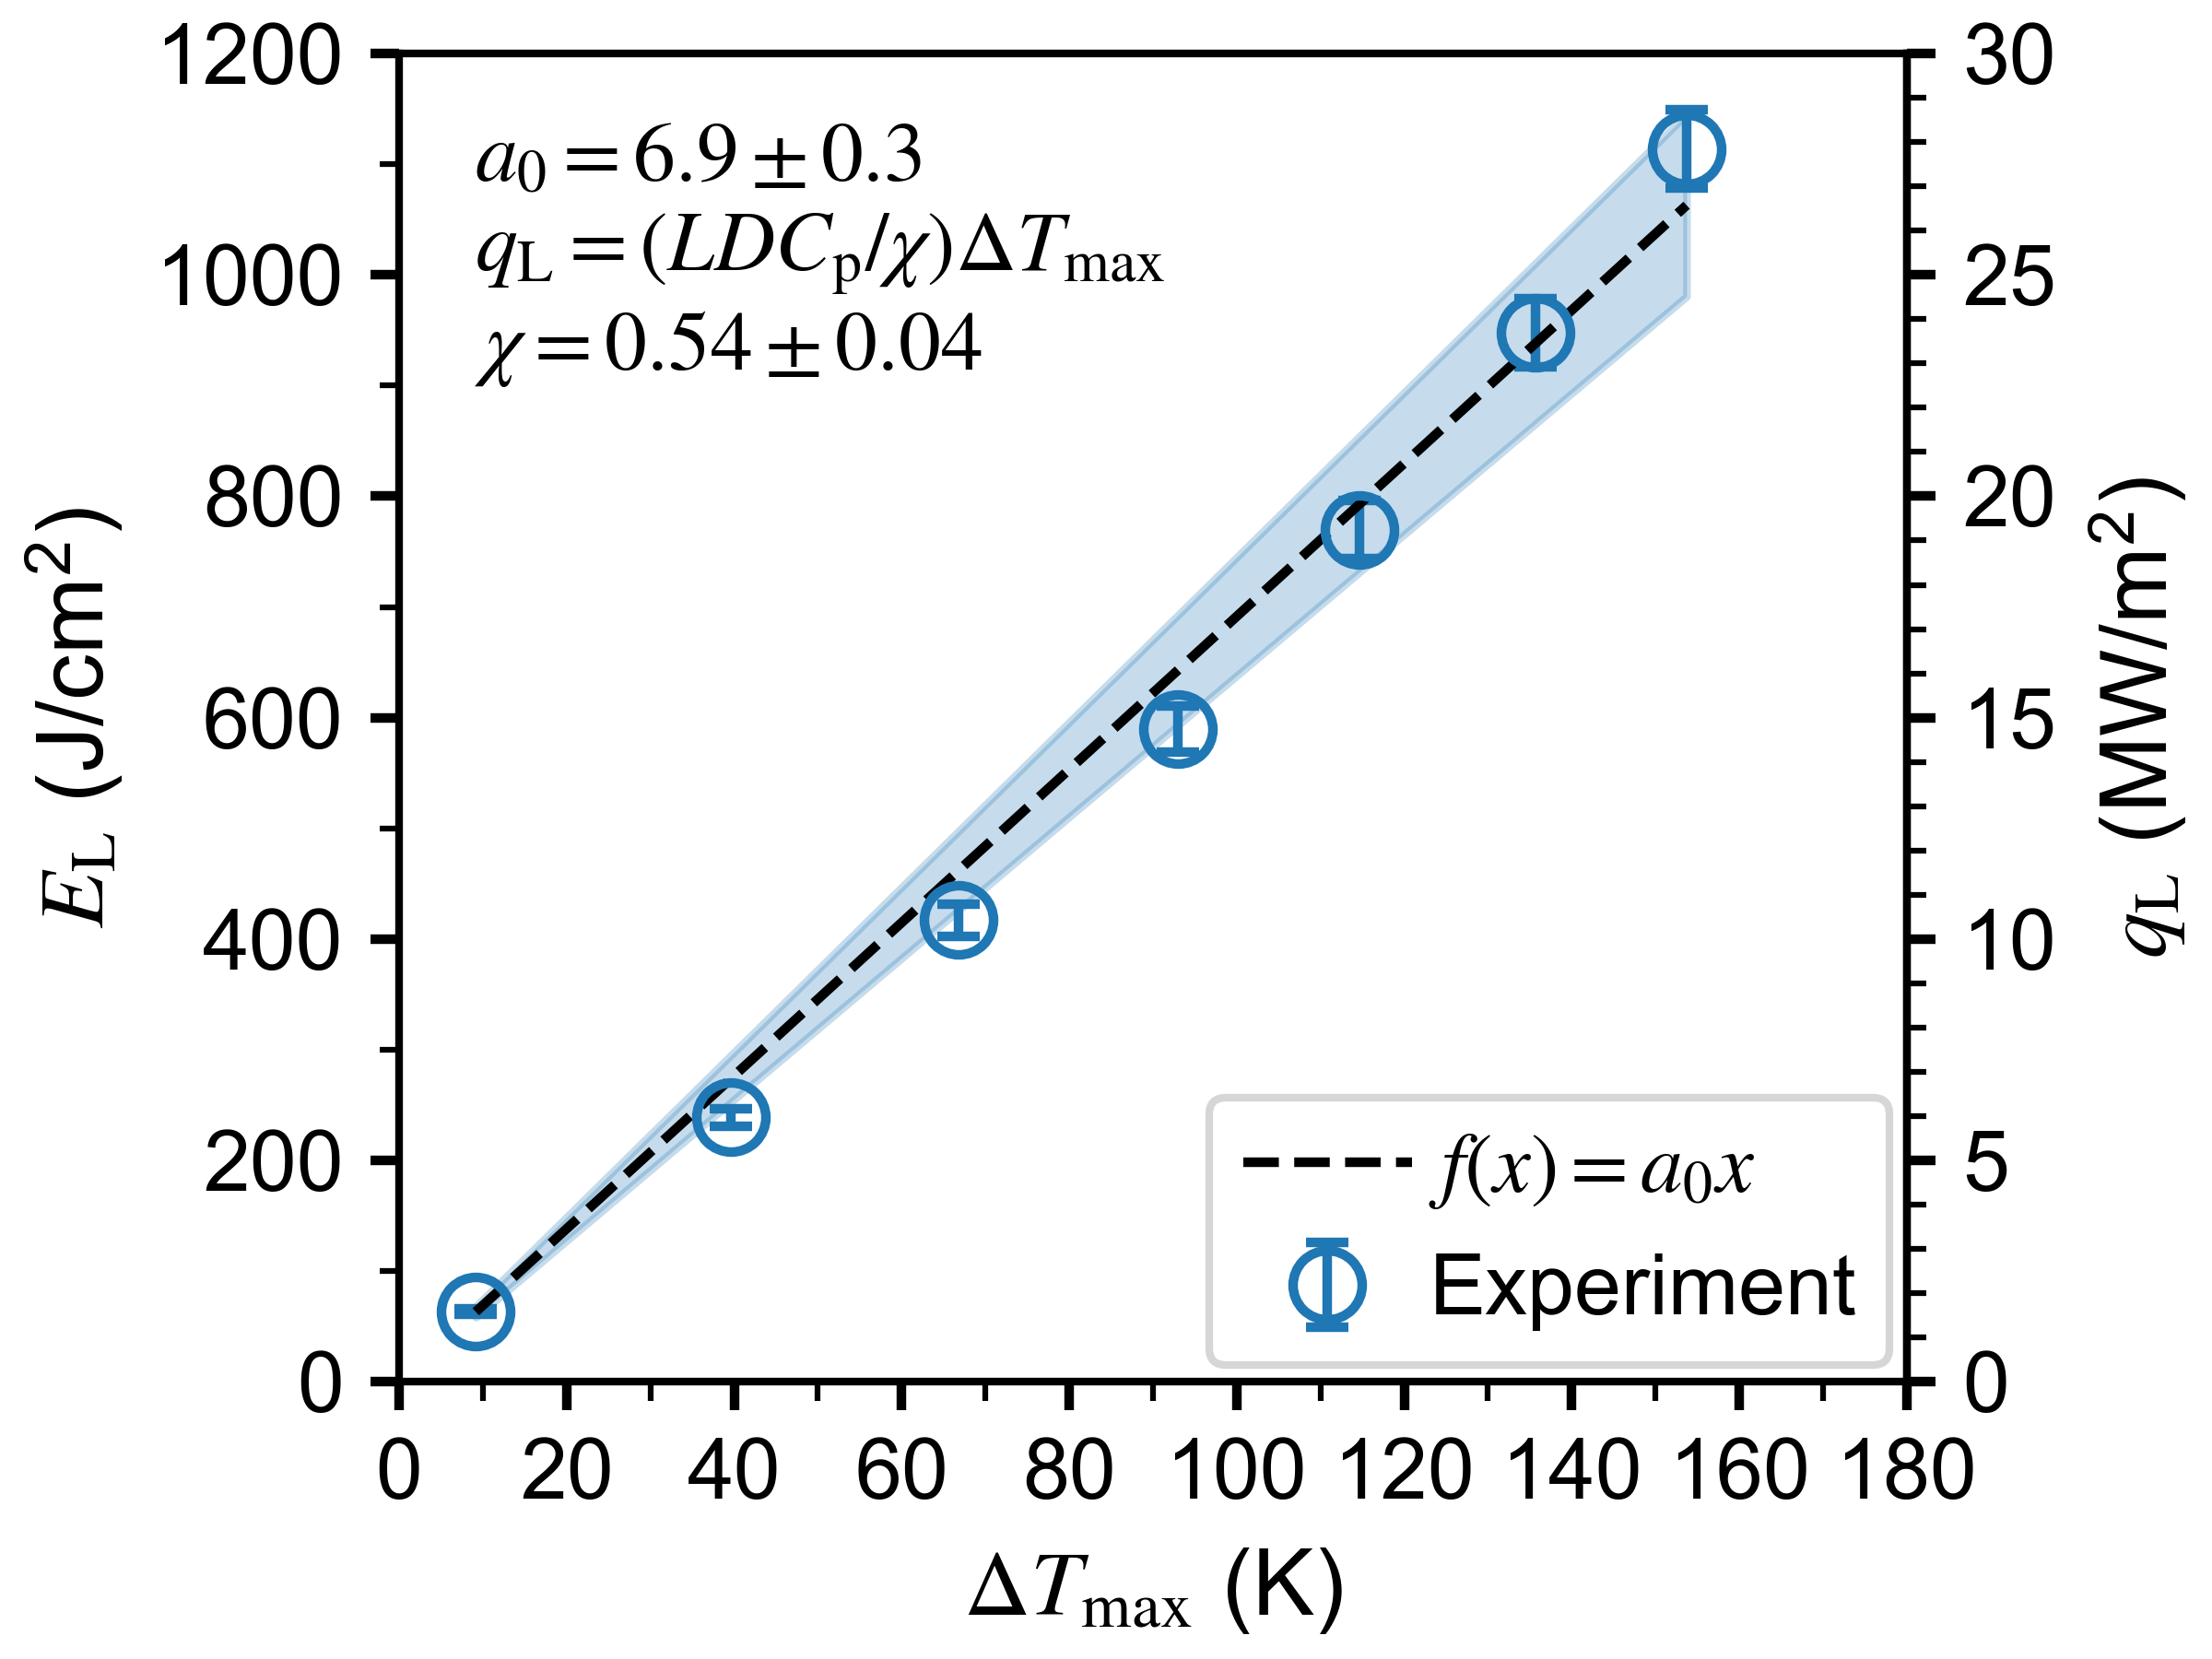 a₀ = 6.9 ± 0.3
q_L = (LDC_p/χ)ΔT_max
χ = 0.54 ± 0.04
1200
1000
800
600
400
200
0
E_L (J/cm²)
30
25
20
15
10
5
0
q_L (MW/m²)
f(x) = a₀x
Experiment
0 20 40 60 80 100 120 140 160 180
ΔT_max (K)